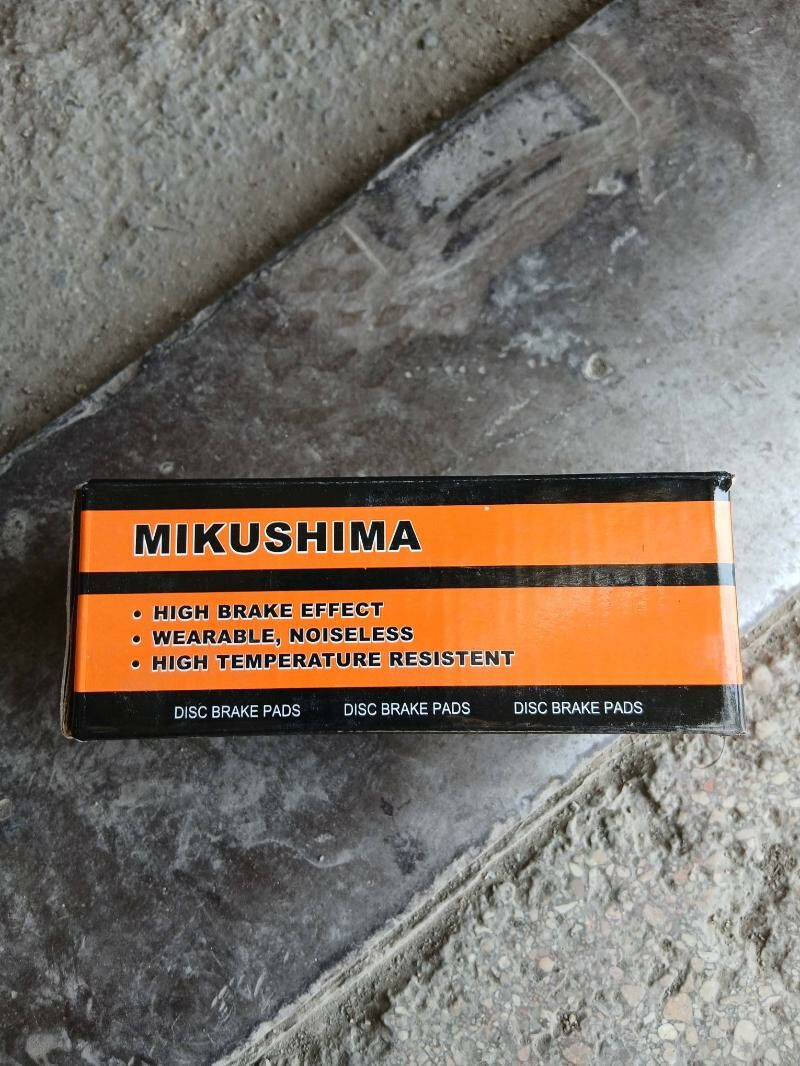 MIKUSHIMA
• HIGH BRAKE EFFECT
• WEARABLE, NOISELESS
• HIGH TEMPERATURE RESISTENT
DISC BRAKE PADS DISC BRAKE PADS DISC BRAKE PADS